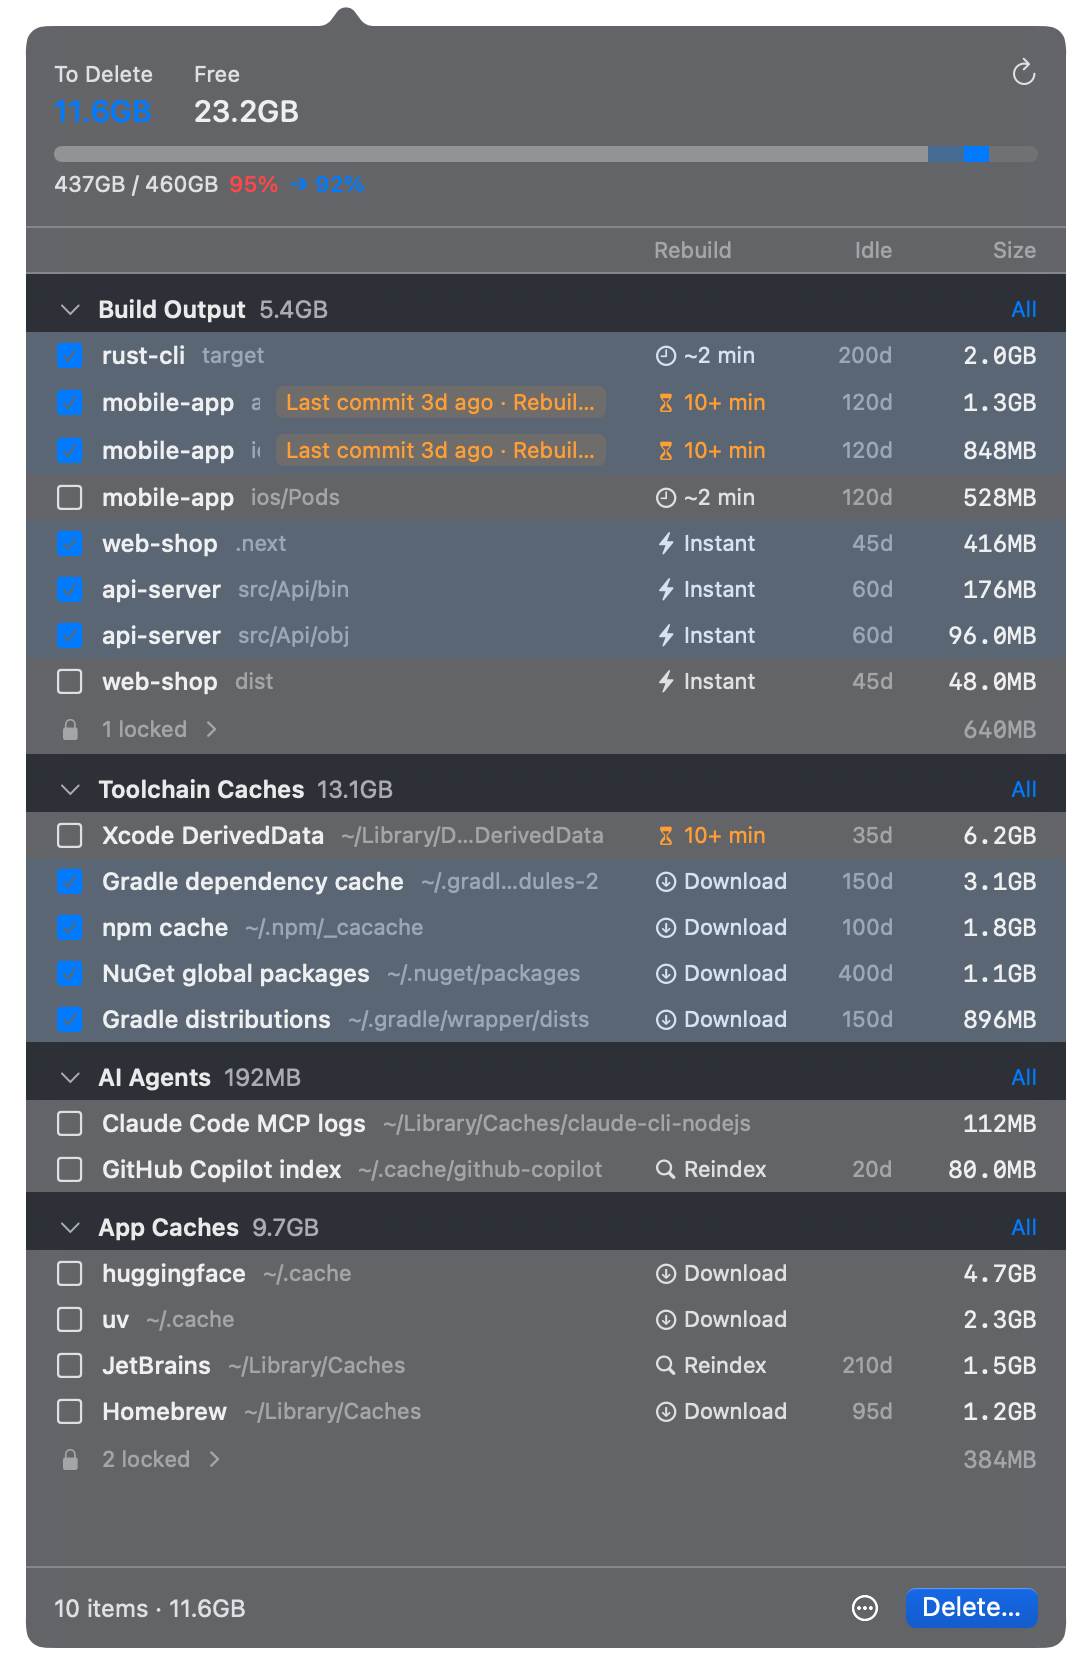 To Delete Free
11.6GB 23.2GB
437GB / 460GB 95% → 92%
Rebuild Idle Size
Build Output 5.4GB All
rust-cli target ~2 min 200d 2.0GB
mobile-app a Last commit 3d ago · Rebuil... 10+ min 120d 1.3GB
mobile-app i Last commit 3d ago · Rebuil... 10+ min 120d 848MB
mobile-app ios/Pods ~2 min 120d 528MB
web-shop .next Instant 45d 416MB
api-server src/Api/bin Instant 60d 176MB
api-server src/Api/obj Instant 60d 96.0MB
web-shop dist Instant 45d 48.0MB
1 locked > 640MB
Toolchain Caches 13.1GB All
Xcode DerivedData ~/Library/D...DerivedData 10+ min 35d 6.2GB
Gradle dependency cache ~/.gradl...dules-2 Download 150d 3.1GB
npm cache ~/.npm/_cacache Download 100d 1.8GB
NuGet global packages ~/.nuget/packages Download 400d 1.1GB
Gradle distributions ~/.gradle/wrapper/dists Download 150d 896MB
AI Agents 192MB All
Claude Code MCP logs ~/Library/Caches/claude-cli-nodejs 112MB
GitHub Copilot index ~/.cache/github-copilot Reindex 20d 80.0MB
App Caches 9.7GB All
huggingface ~/.cache Download 4.7GB
uv ~/.cache Download 2.3GB
JetBrains ~/Library/Caches Reindex 210d 1.5GB
Homebrew ~/Library/Caches Download 95d 1.2GB
2 locked > 384MB
10 items · 11.6GB Delete...